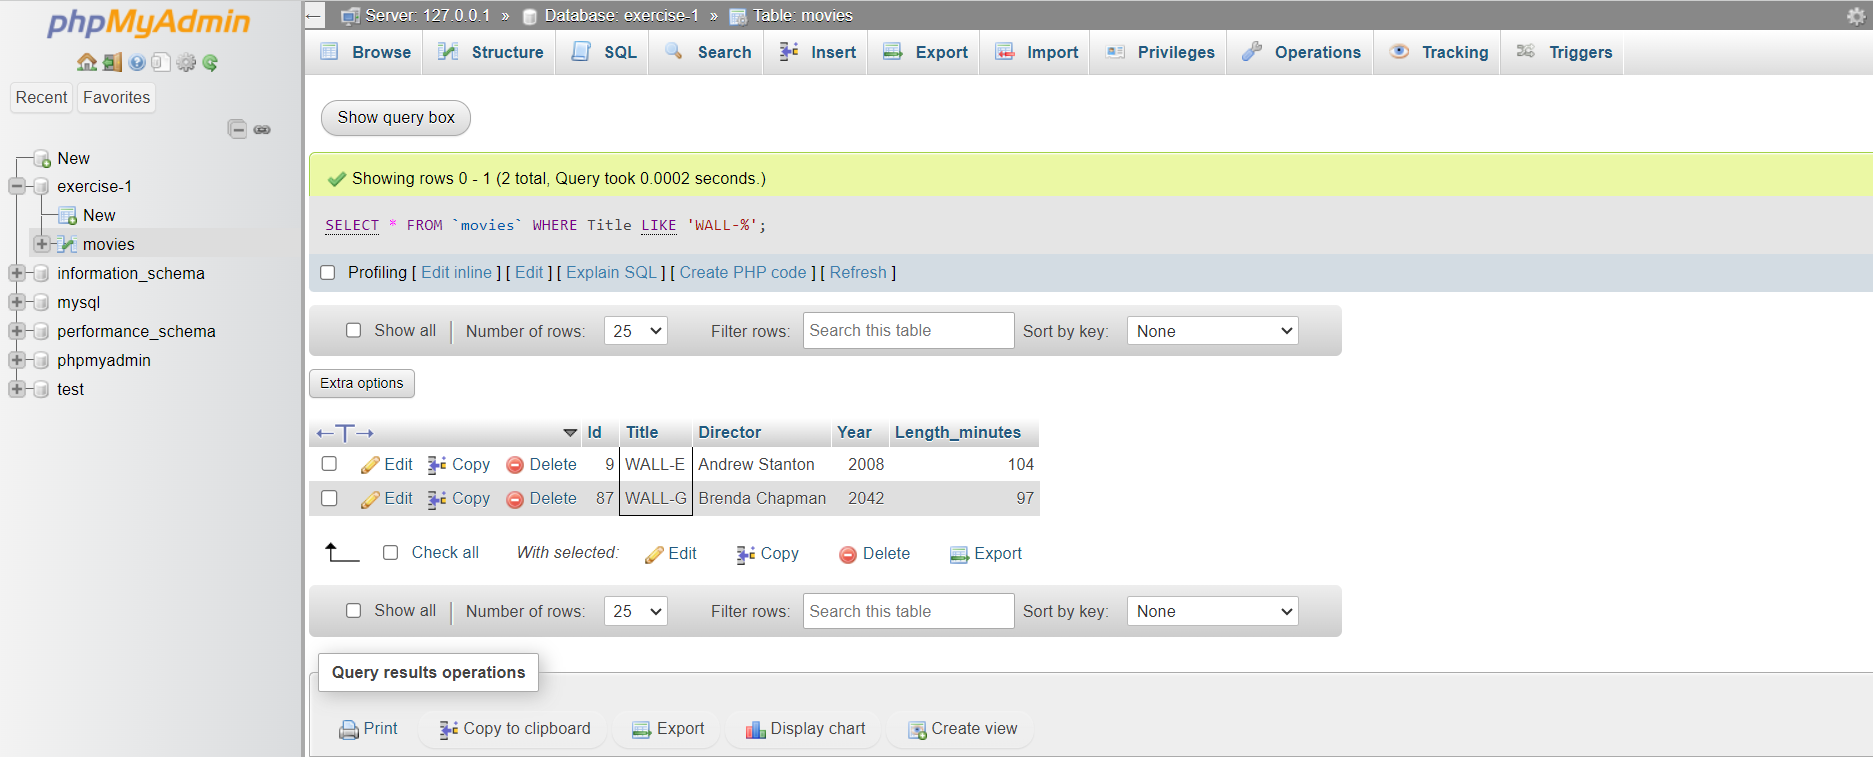 phpMyAdmin
Recent Favorites
New
exercise-1
New
movies
information_schema
mysql
performance_schema
phpmyadmin
test
Server: 127.0.0.1 » Database: exercise-1 » Table: movies
Browse Structure SQL Search Insert Export Import Privileges Operations Tracking Triggers
Show query box
Showing rows 0 - 1 (2 total, Query took 0.0002 seconds.)
SELECT * FROM `movies` WHERE Title LIKE 'WALL-%';
Profiling [ Edit inline ] [ Edit ] [ Explain SQL ] [ Create PHP code ] [ Refresh ]
Show all Number of rows: 25 Filter rows: Search this table Sort by key: None
Extra options
Id Title Director Year Length_minutes
Edit Copy Delete 9 WALL-E Andrew Stanton 2008 104
Edit Copy Delete 87 WALL-G Brenda Chapman 2042 97
Check all With selected: Edit Copy Delete Export
Show all Number of rows: 25 Filter rows: Search this table Sort by key: None
Query results operations
Print Copy to clipboard Export Display chart Create view